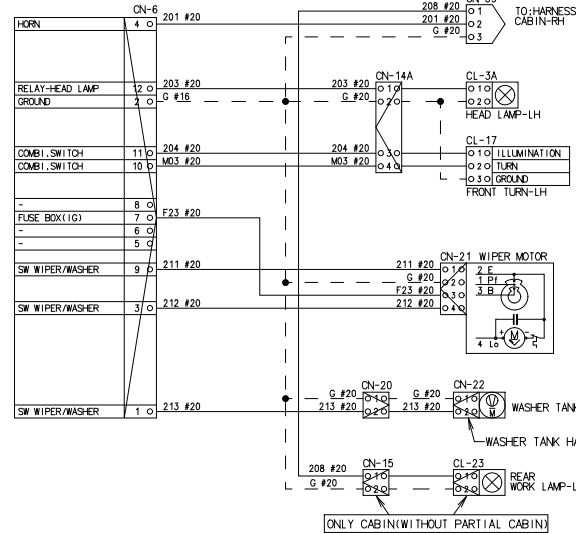 CN-6
HORN 4 201 #20
208 #20 1 TO:HARNESS
201 #20 2 CABIN-RH
G #20 3
CN-14A CL-3A
RELAY-HEAD LAMP 12 203 #20 203 #20 1 1
GROUND 2 G #16 G #20 2 2
HEAD LAMP-LH
CL-17
COMBI.SWITCH 11 204 #20 204 #20 3 1 ILLUMINATION
COMBI.SWITCH 10 M03 #20 M03 #20 4 2 TURN
3 GROUND
FRONT TURN-LH
- 8
FUSE BOX(IG) 7 F23 #20
- 6
- 5
CN-21 WIPER MOTOR
SW WIPER/WASHER 9 211 #20 211 #20 1 2 E
G #20 2 1 Pf
F23 #20 3 3 B
SW WIPER/WASHER 3 212 #20 212 #20 4
+ M -
4 Lo
CN-20 CN-22
G #20 1 G #20 1
SW WIPER/WASHER 1 213 #20 213 #20 2 213 #20 2 M WASHER TANK
WASHER TANK HA
CN-15 CL-23
208 #20 1 1 REAR
G #20 2 2 WORK LAMP-L
ONLY CABIN(WITHOUT PARTIAL CABIN)